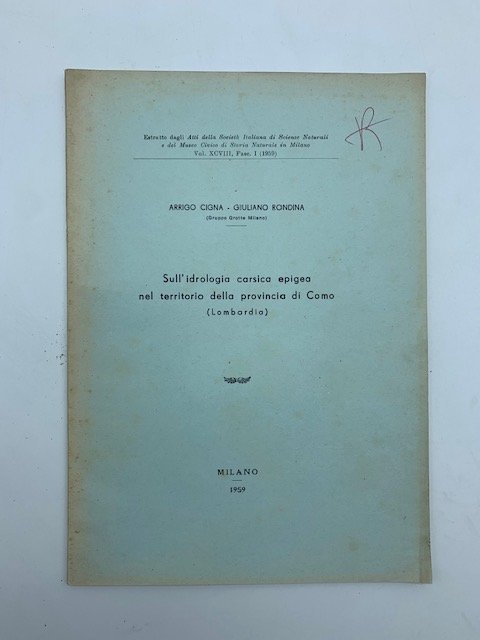 Estratto dagli Atti della Società Italiana di Scienze Naturali
e del Museo Civico di Storia Naturale in Milano
Vol. XCVIII, Fasc. I (1959)
ARRIGO CIGNA - GIULIANO RONDINA
(Gruppo Grotte Milano)
Sull'idrologia carsica epigea
nel territorio della provincia di Como
(Lombardia)
MILANO
1959